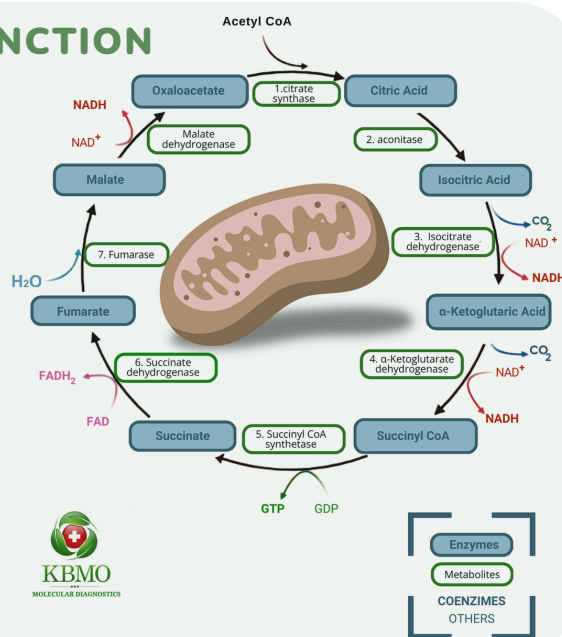 NCTION
Acetyl CoA
Oxaloacetate
1.citrate
synthase
Citric Acid
NADH
NAD+
Malate
dehydrogenase
2. aconitase
Malate
Isocitric Acid
CO2
3. Isocitrate
dehydrogenase
NAD +
7. Fumarase
H2O
NADH
Fumarate
α-Ketoglutaric Acid
CO2
6. Succinate
dehydrogenase
4. α-Ketoglutarate
dehydrogenase
NAD+
FADH2
FAD
NADH
Succinate
5. Succinyl CoA
synthetase
Succinyl CoA
GTP
GDP
KBMO
MOLECULAR DIAGNOSTICS
Enzymes
Metabolites
COENZIMES
OTHERS